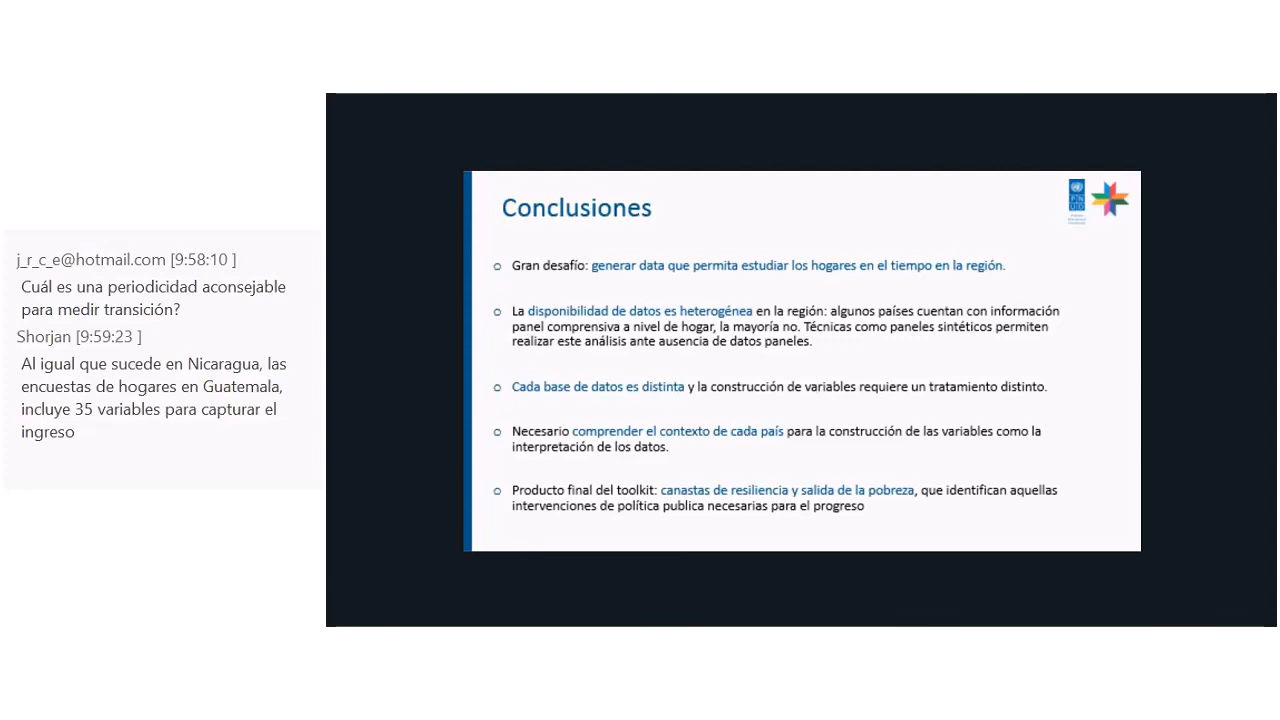 j_r_c_e@hotmail.com [9:58:10 ]
Cuál es una periodicidad aconsejable
para medir transición?
Shorjan [9:59:23 ]
Al igual que sucede en Nicaragua, las
encuestas de hogares en Guatemala,
incluye 35 variables para capturar el
ingreso
Conclusiones
o Gran desafío: generar data que permita estudiar los hogares en el tiempo en la región.
o La disponibilidad de datos es heterogénea en la región: algunos países cuentan con información
panel comprensiva a nivel de hogar, la mayoría no. Técnicas como paneles sintéticos permiten
realizar este análisis ante ausencia de datos paneles.
o Cada base de datos es distinta y la construcción de variables requiere un tratamiento distinto.
o Necesario comprender el contexto de cada país para la construcción de las variables como la
interpretación de los datos.
o Producto final del toolkit: canastas de resiliencia y salida de la pobreza, que identifican aquellas
intervenciones de política publica necesarias para el progreso